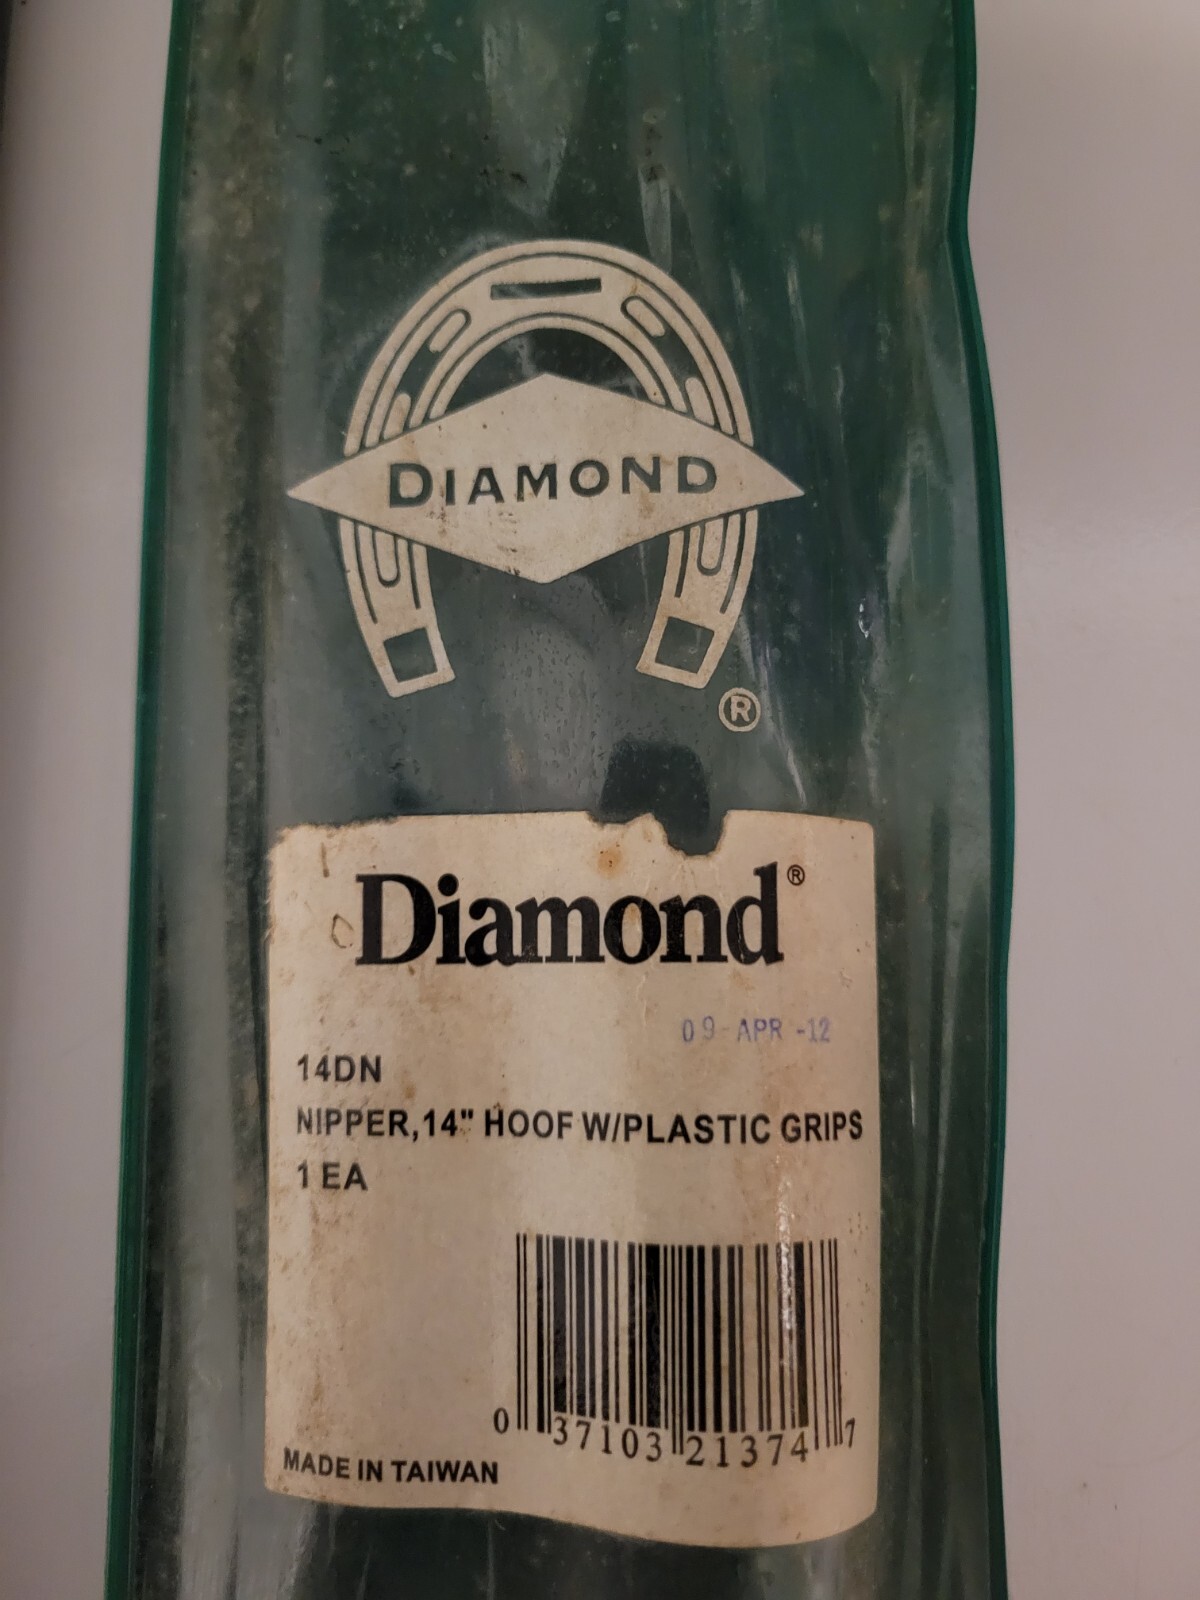 DIAMOND
®
Diamond®
09-APR-12
14DN
NIPPER,14" HOOF W/PLASTIC GRIPS
1 EA
0 37103 21374 7
MADE IN TAIWAN